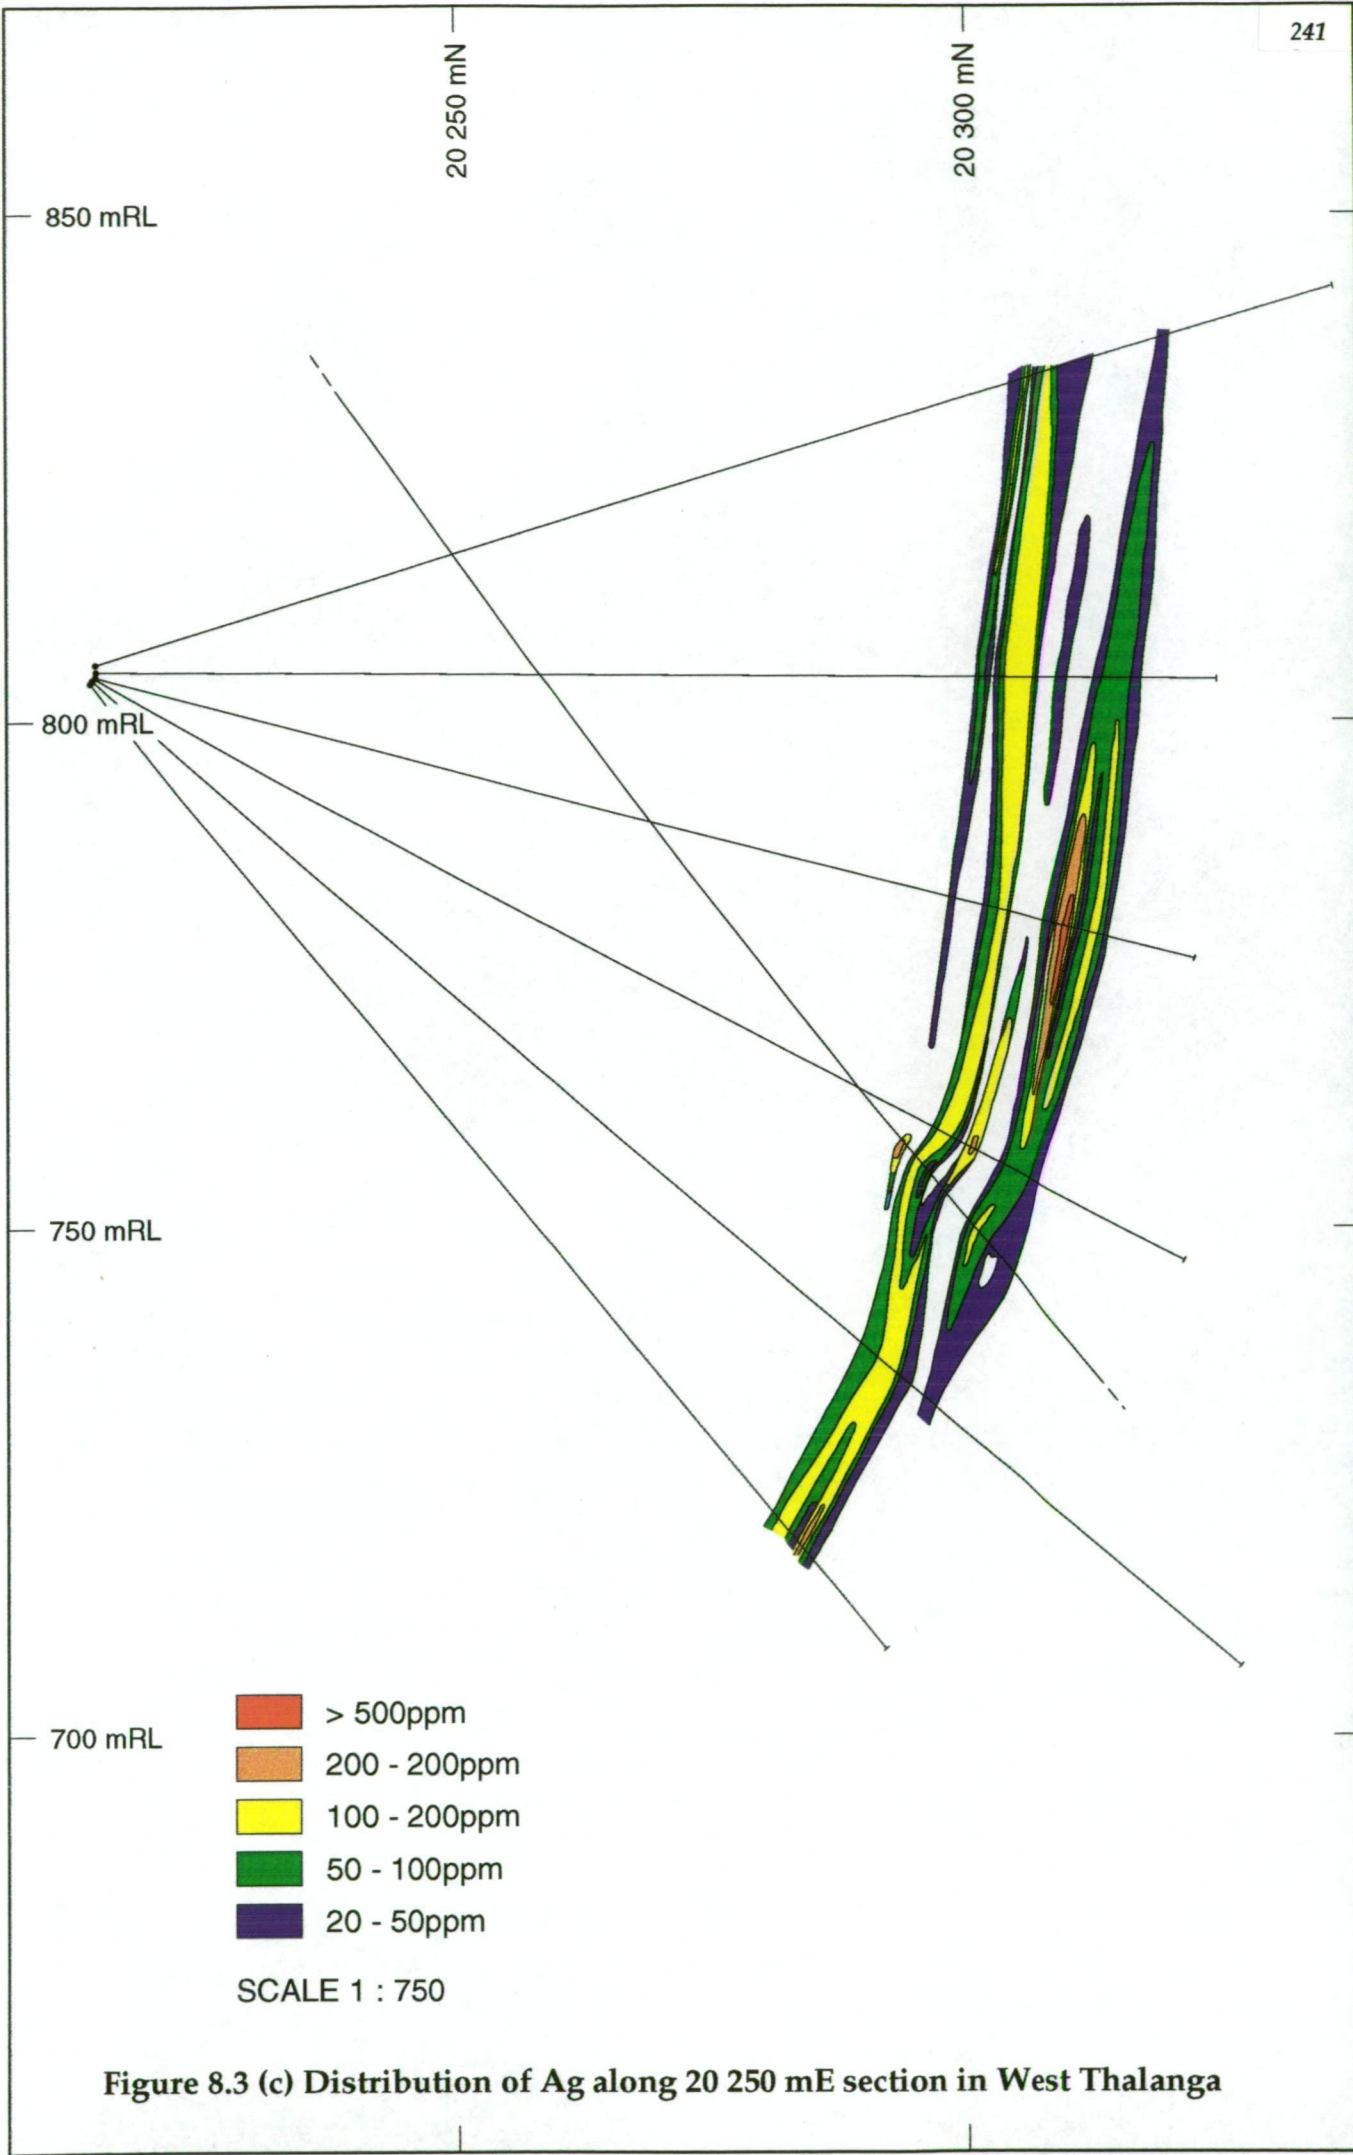 241
20 250 mN
20 300 mN
850 mRL
800 mRL
750 mRL
700 mRL
> 500ppm
200 - 200ppm
100 - 200ppm
50 - 100ppm
20 - 50ppm
SCALE 1 : 750
Figure 8.3 (c) Distribution of Ag along 20 250 mE section in West Thalanga